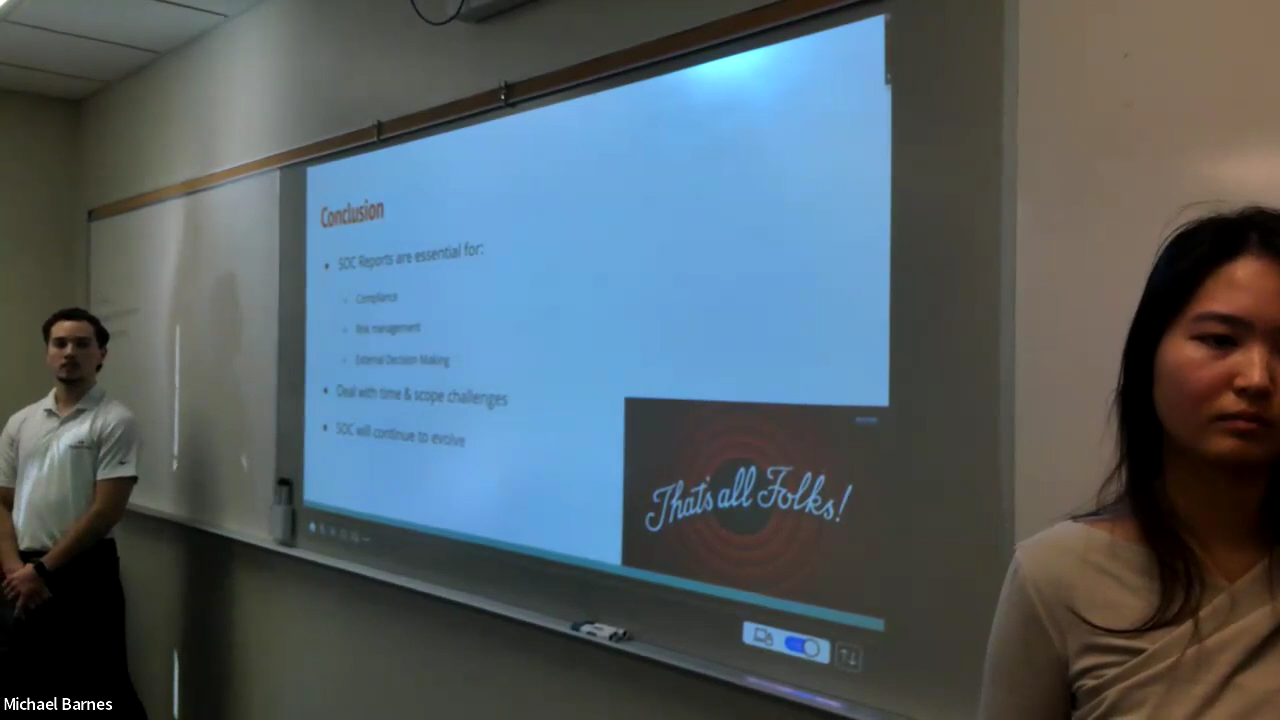 Conclusion
• SOC Reports are essential for:
Compliance
Risk management
External Decision Making
• Deal with time & scope challenges
• SOC will continue to evolve
That's all Folks!
Michael Barnes